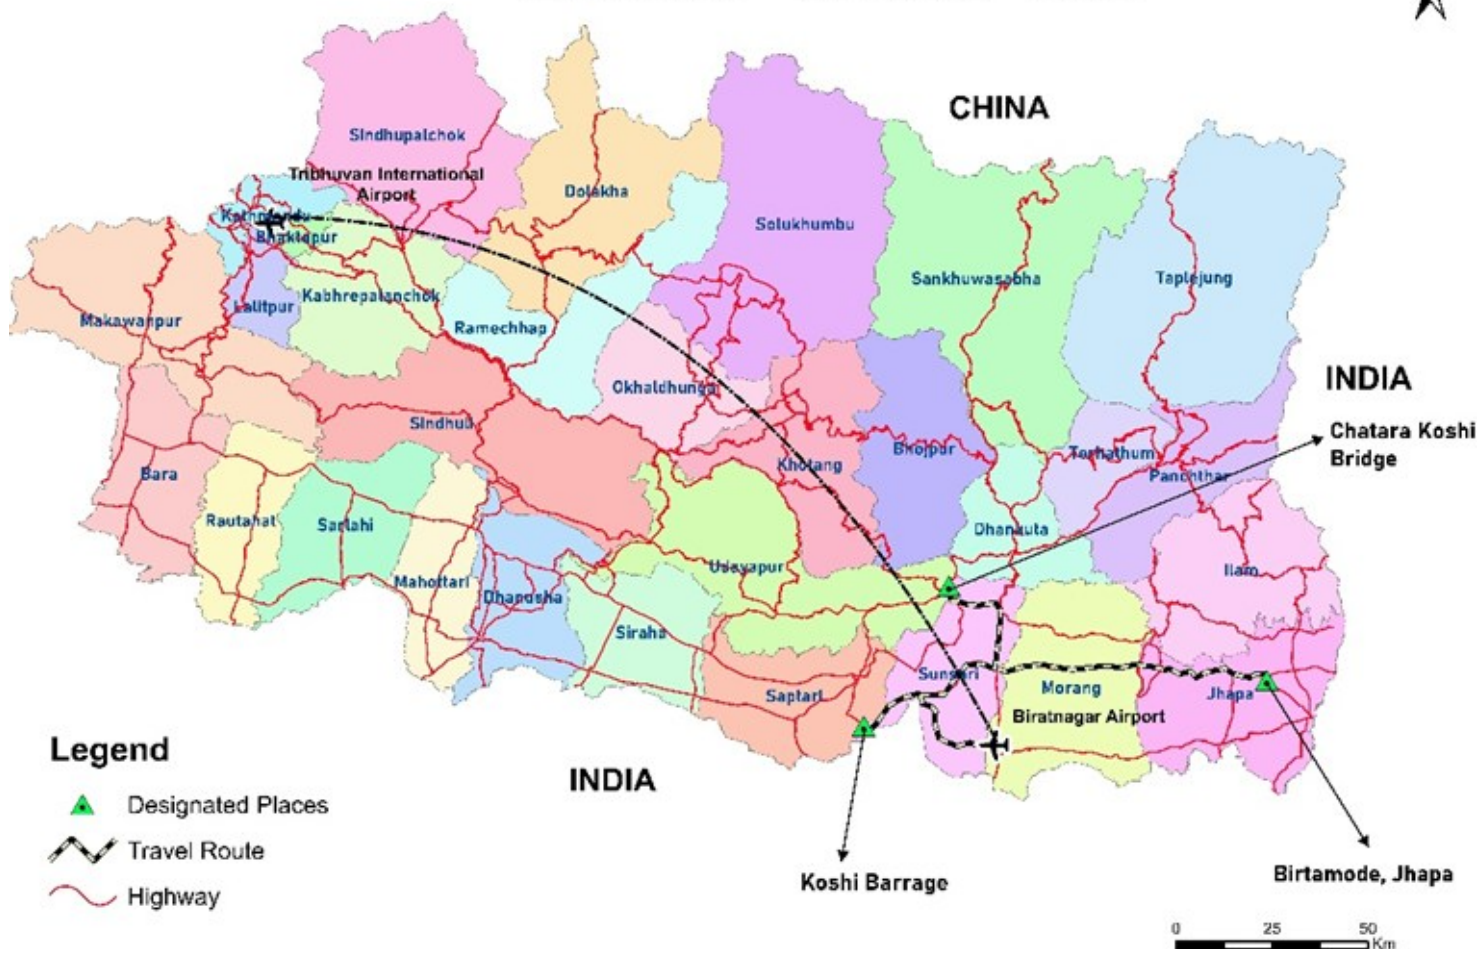 CHINA
Sindhupalchok
Tribhuvan International
Airport
Dolakha
Solukhumbu
Kathmandu
Bhaktapur
Sankhuwasabha
Taplejung
Lalitpur
Kabhrepalanchok
Makawanpur
Ramechhap
INDIA
Okhaldhunga
Sindhuli
Chatara Koshi
Bridge
Bhojpur
Terhathum
Khotang
Panchthar
Bara
Rautahat
Sarlahi
Dhankuta
Udayapur
Ilam
Mahottari
Dhanusha
Siraha
Sunsari
Saptari
Morang
Jhapa
Biratnagar Airport
INDIA
Legend
Designated Places
Travel Route
Highway
Koshi Barrage
Birtamode, Jhapa
0 25 50
Km